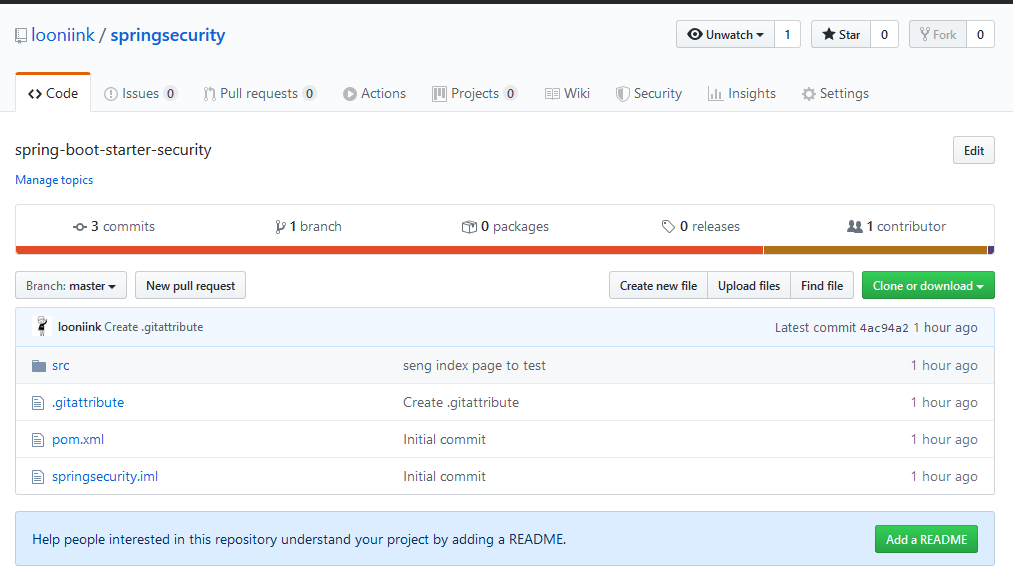 looniink / springsecurity
Unwatch 1 Star 0 Fork 0
Code Issues 0 Pull requests 0 Actions Projects 0 Wiki Security Insights Settings
spring-boot-starter-security Edit
Manage topics
3 commits 1 branch 0 packages 0 releases 1 contributor
Branch: master New pull request Create new file Upload files Find file Clone or download
looniink Create .gitattribute Latest commit 4ac94a2 1 hour ago
src seng index page to test 1 hour ago
.gitattribute Create .gitattribute 1 hour ago
pom.xml Initial commit 1 hour ago
springsecurity.iml Initial commit 1 hour ago
Help people interested in this repository understand your project by adding a README. Add a README